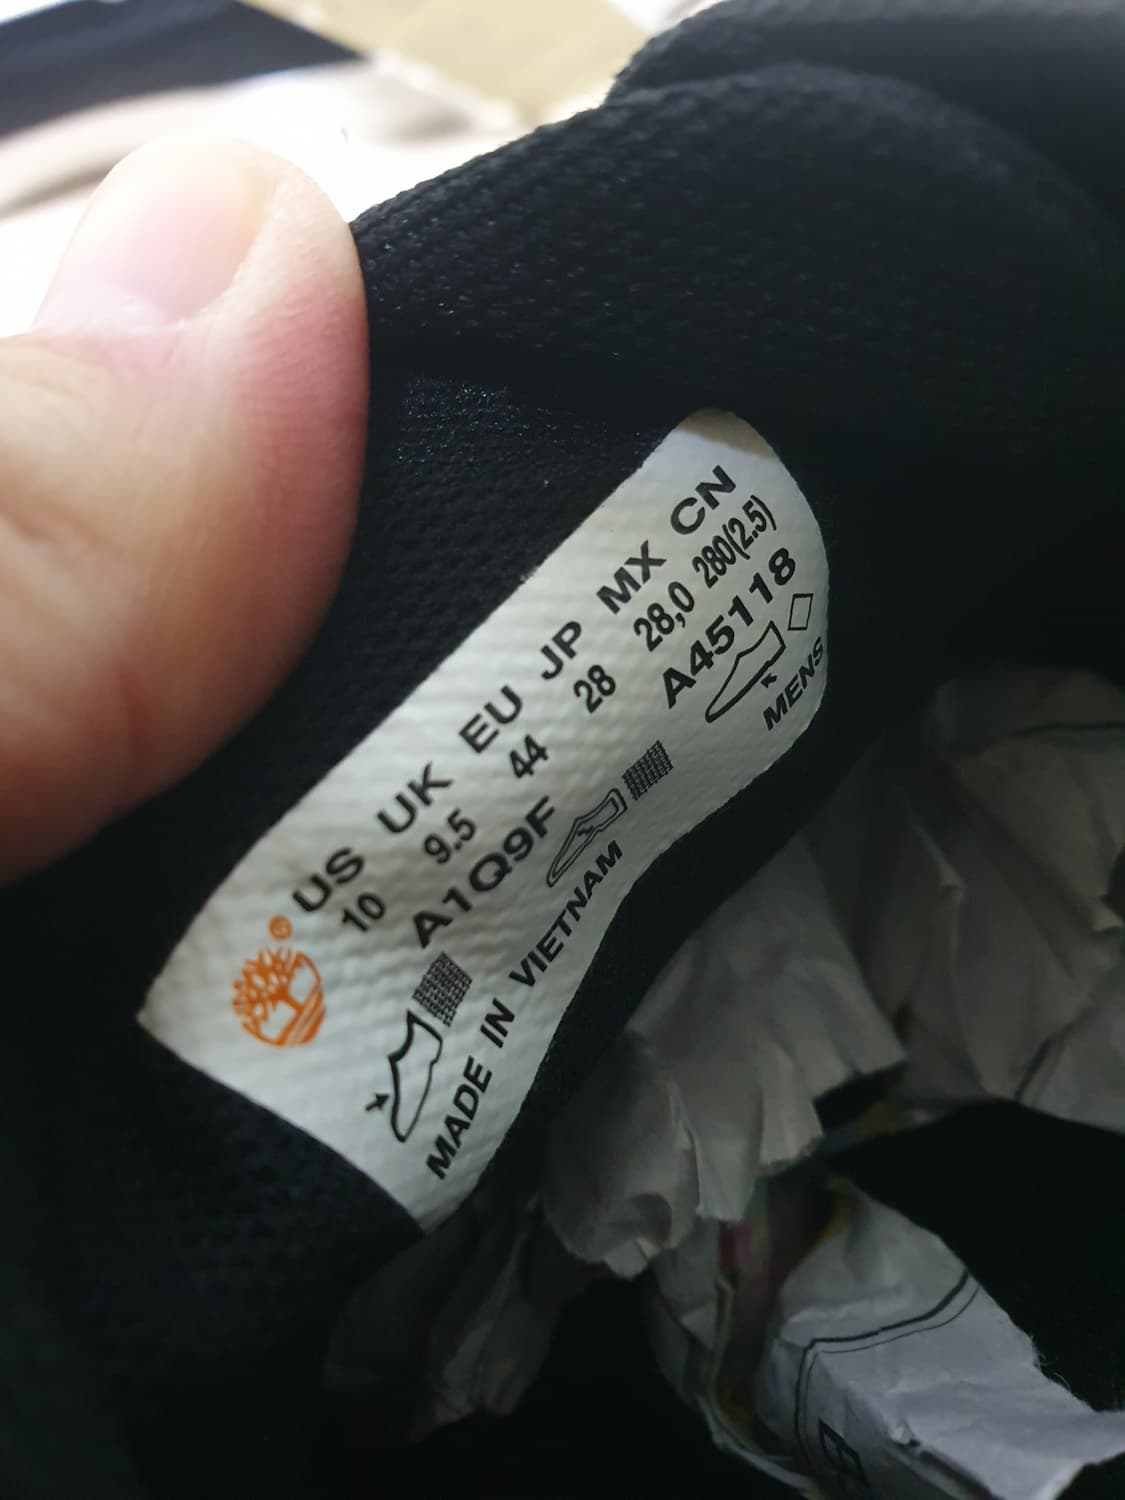 US UK EU JP MX CN
10 9.5 44 28 28,0 280(2.5)
A1Q9F A45118
MADE IN VIETNAM MENS